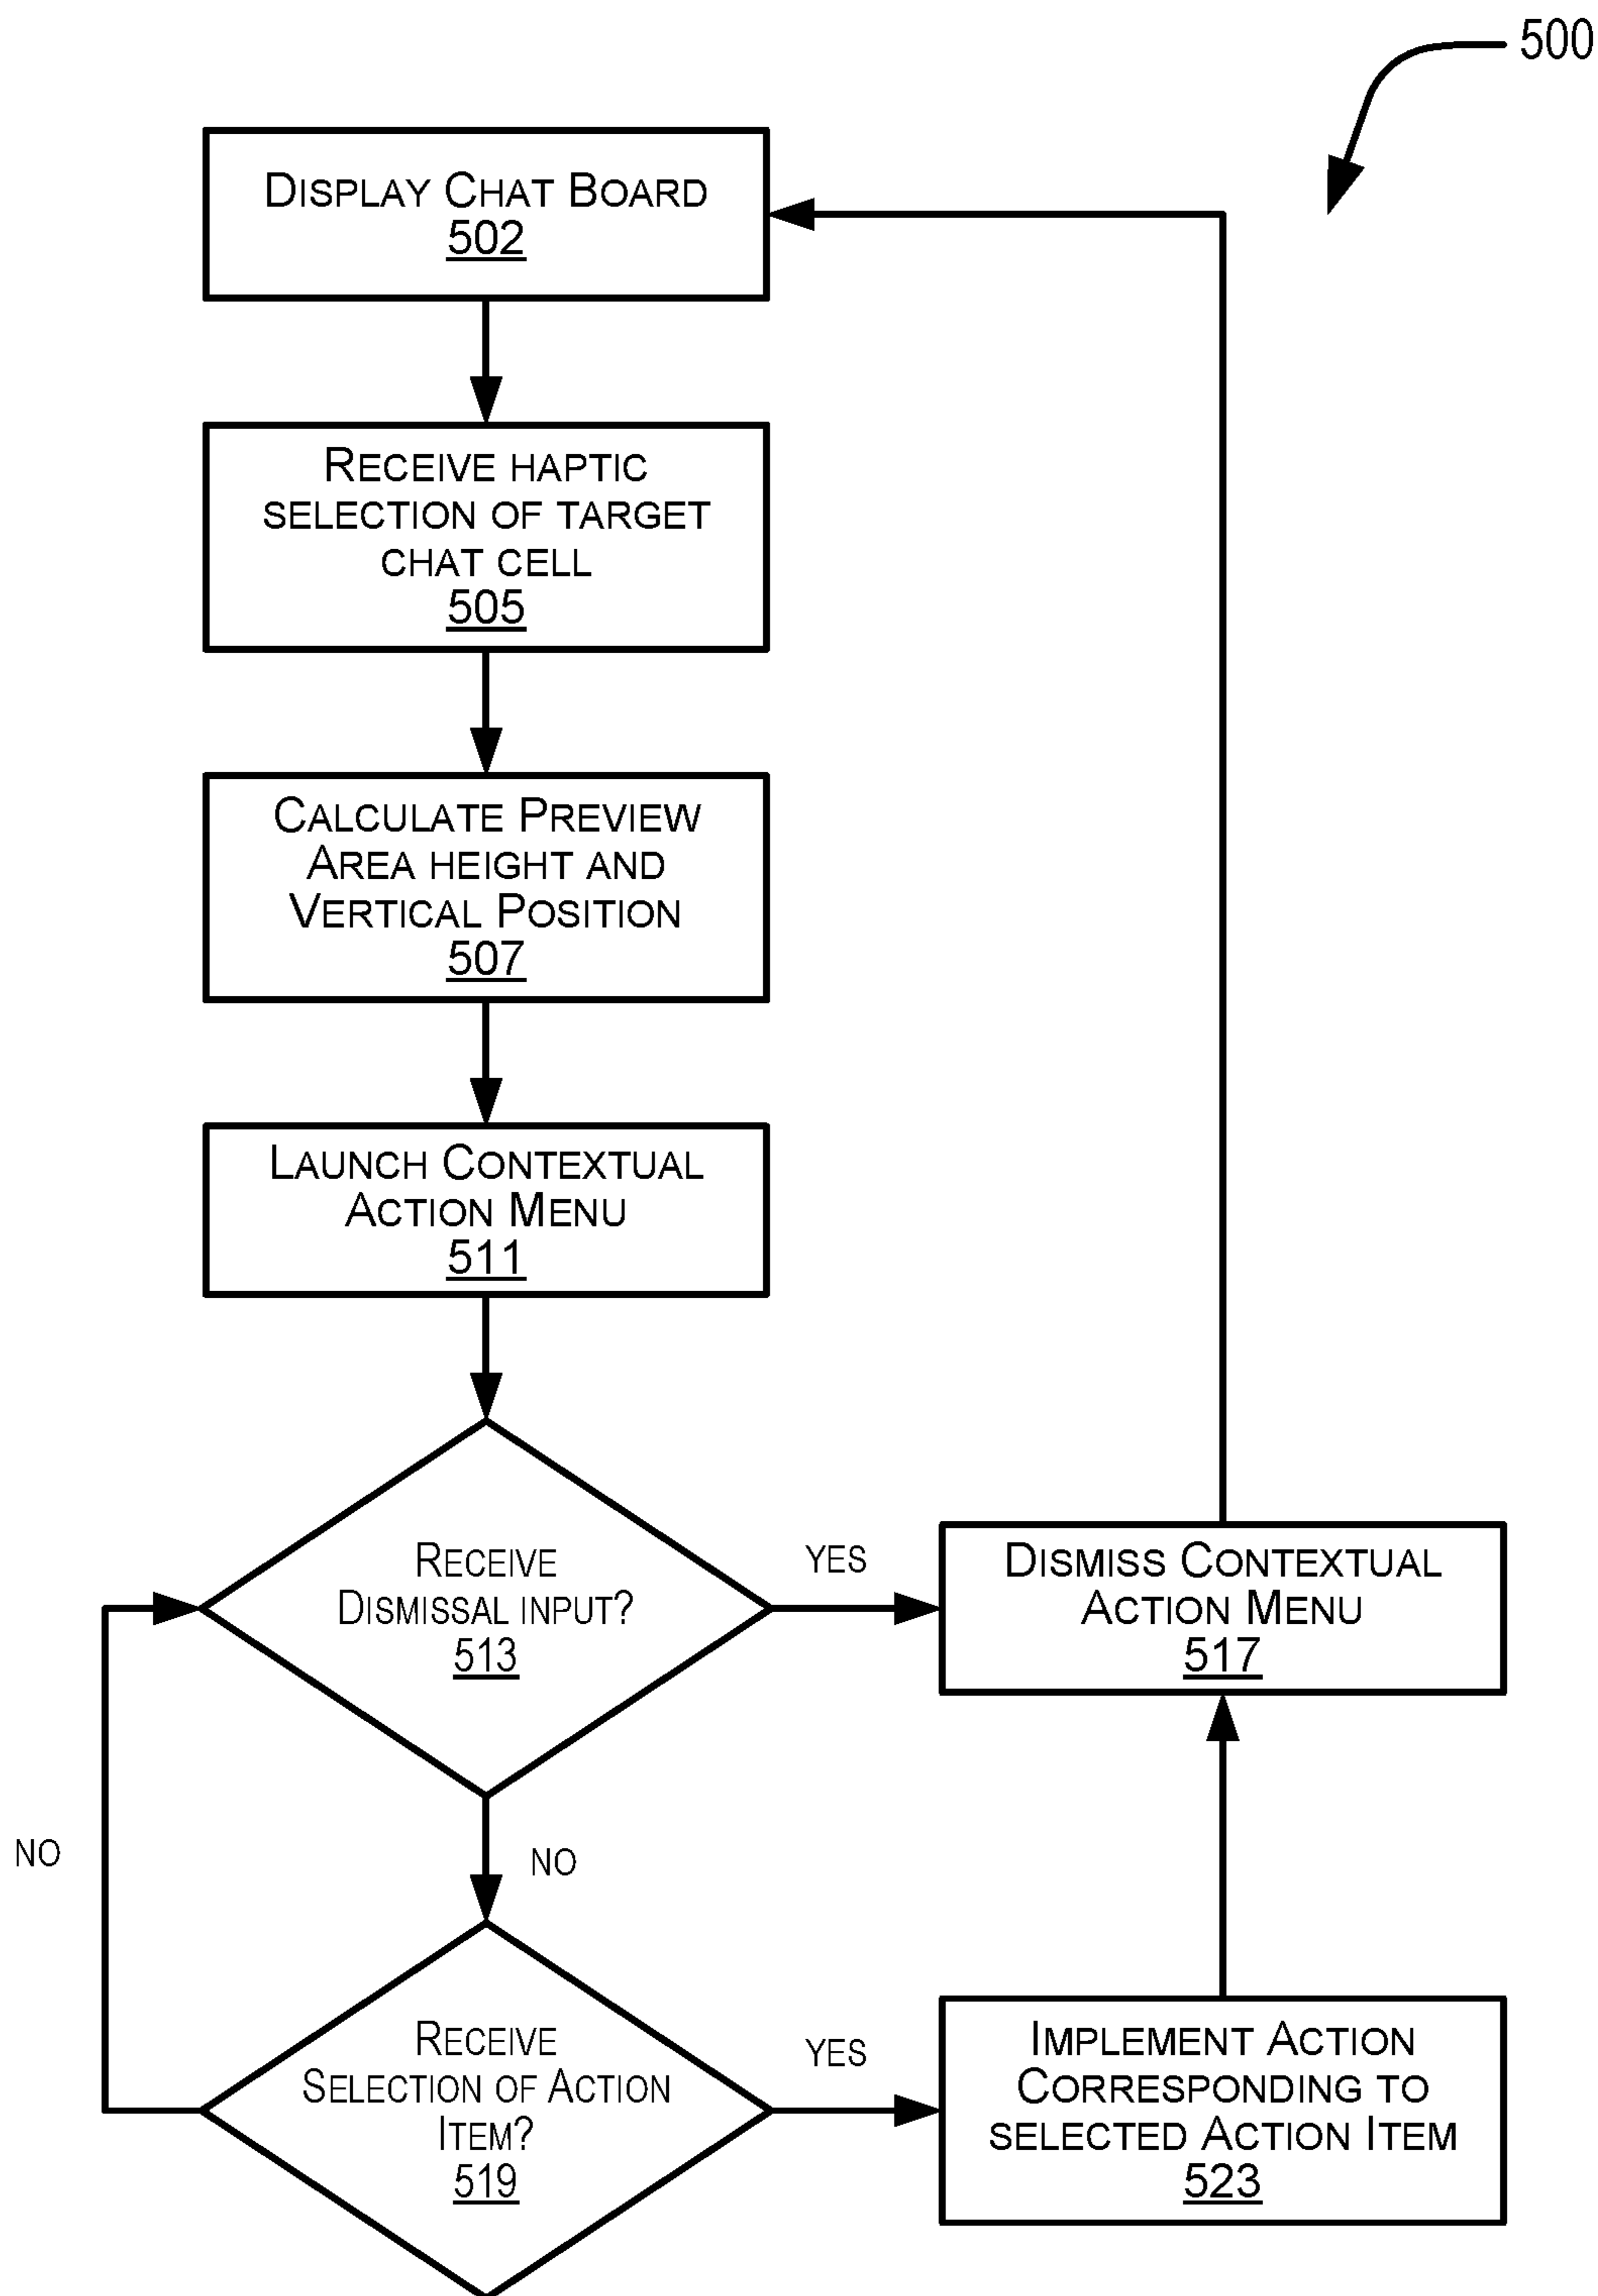 500
DISPLAY CHAT BOARD
502
RECEIVE HAPTIC
SELECTION OF TARGET
CHAT CELL
505
CALCULATE PREVIEW
AREA HEIGHT AND
VERTICAL POSITION
507
LAUNCH CONTEXTUAL
ACTION MENU
511
RECEIVE
DISMISSAL INPUT?
513
YES
DISMISS CONTEXTUAL
ACTION MENU
517
NO
NO
RECEIVE
SELECTION OF ACTION
ITEM?
519
YES
IMPLEMENT ACTION
CORRESPONDING TO
SELECTED ACTION ITEM
523